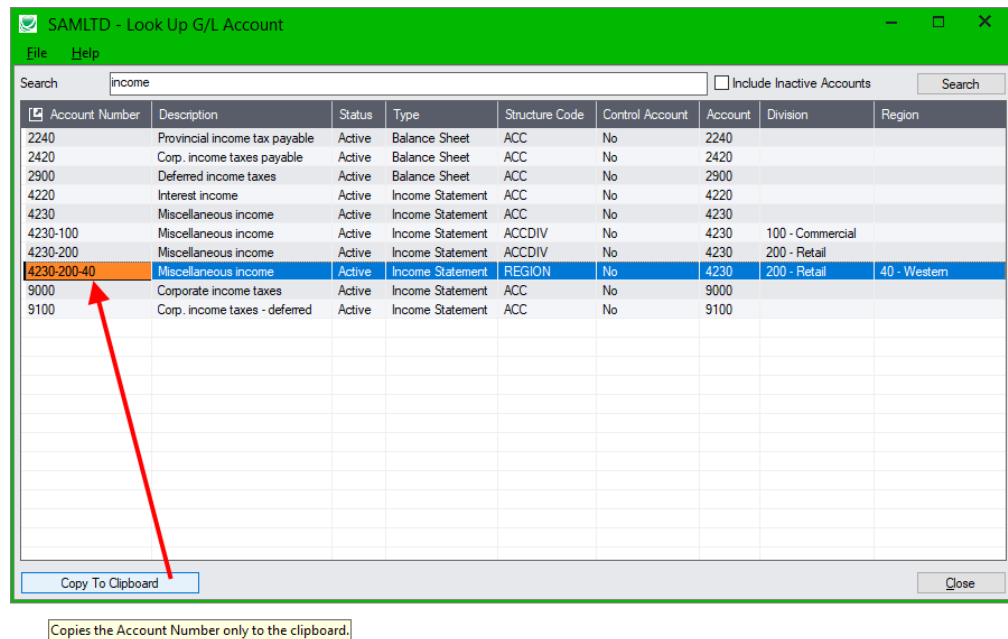 SAMLTD - Look Up G/L Account
File Help
Search income Include Inactive Accounts Search
Account Number Description Status Type Structure Code Control Account Account Division Region
2240 Provincial income tax payable Active Balance Sheet ACC No 2240
2420 Corp. income taxes payable Active Balance Sheet ACC No 2420
2900 Deferred income taxes Active Balance Sheet ACC No 2900
4220 Interest income Active Income Statement ACC No 4220
4230 Miscellaneous income Active Income Statement ACC No 4230
4230-100 Miscellaneous income Active Income Statement ACCDIV No 4230 100 - Commercial
4230-200 Miscellaneous income Active Income Statement ACCDIV No 4230 200 - Retail
4230-200-40 Miscellaneous income Active Income Statement REGION No 4230 200 - Retail 40 - Western
9000 Corporate income taxes Active Income Statement ACC No 9000
9100 Corp. income taxes - deferred Active Income Statement ACC No 9100
Copy To Clipboard Close
Copies the Account Number only to the clipboard.